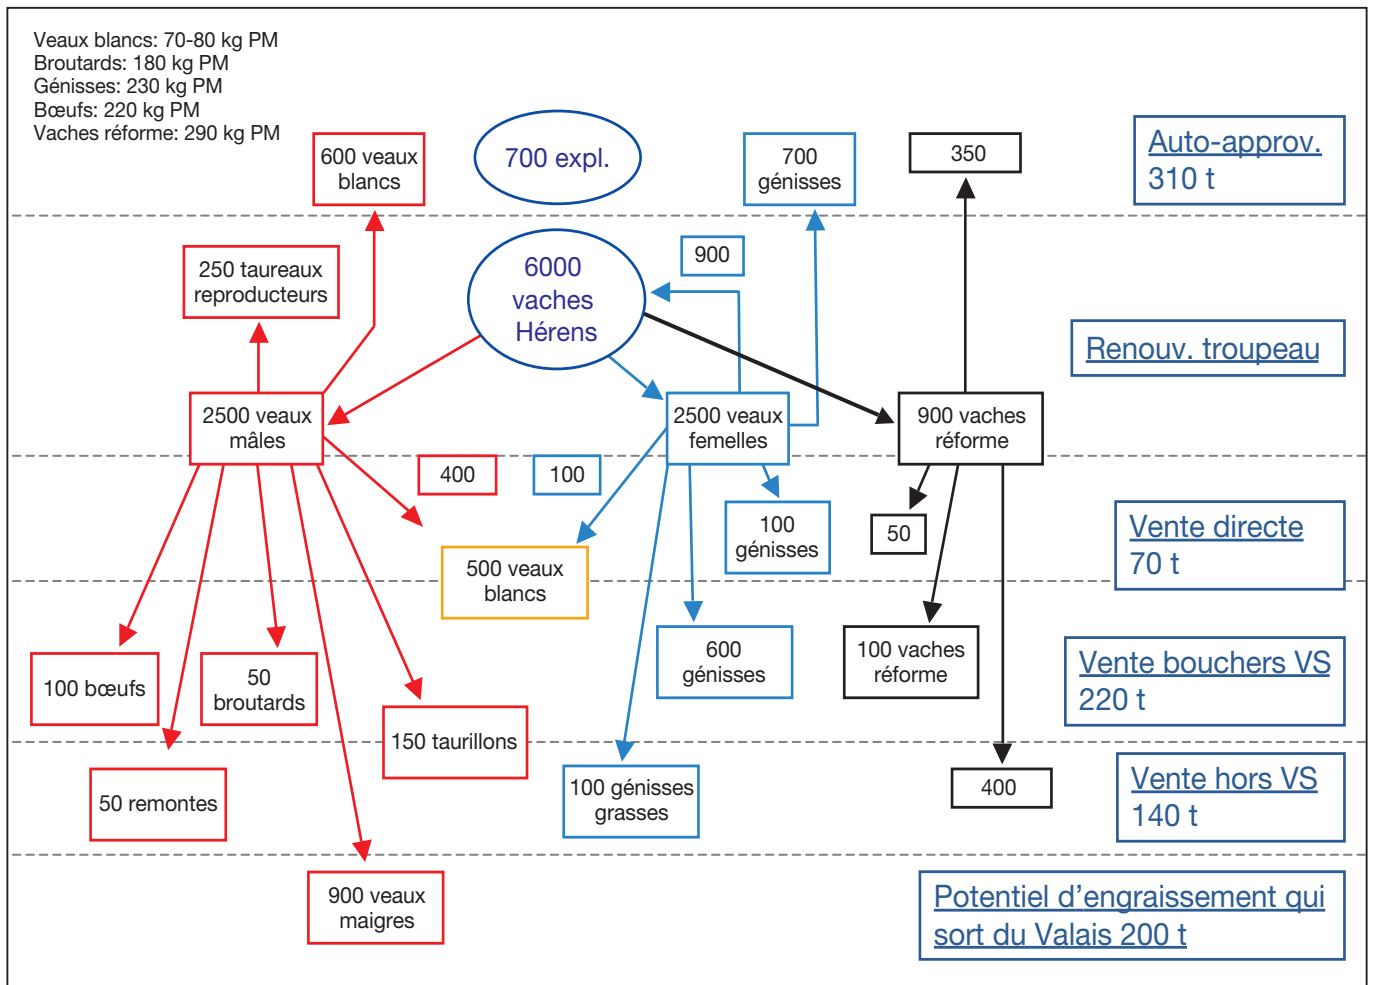 Veaux blancs: 70-80 kg PM
Broutards: 180 kg PM
Génisses: 230 kg PM
Bœufs: 220 kg PM
Vaches réforme: 290 kg PM
600 veaux
blancs
700 expl.
700
génisses
350
Auto-approv.
310 t
250 taureaux
reproducteurs
6000
vaches
Hérens
900
Renouv. troupeau
2500 veaux
mâles
2500 veaux
femelles
900 vaches
réforme
400
100
500 veaux
blancs
100
génisses
50
Vente directe
70 t
100 bœufs
50
broutards
150 taurillons
600
génisses
100 vaches
réforme
Vente bouchers VS
220 t
50 remontes
100 génisses
grasses
400
Vente hors VS
140 t
900 veaux
maigres
Potentiel d'engraissement qui
sort du Valais 200 t